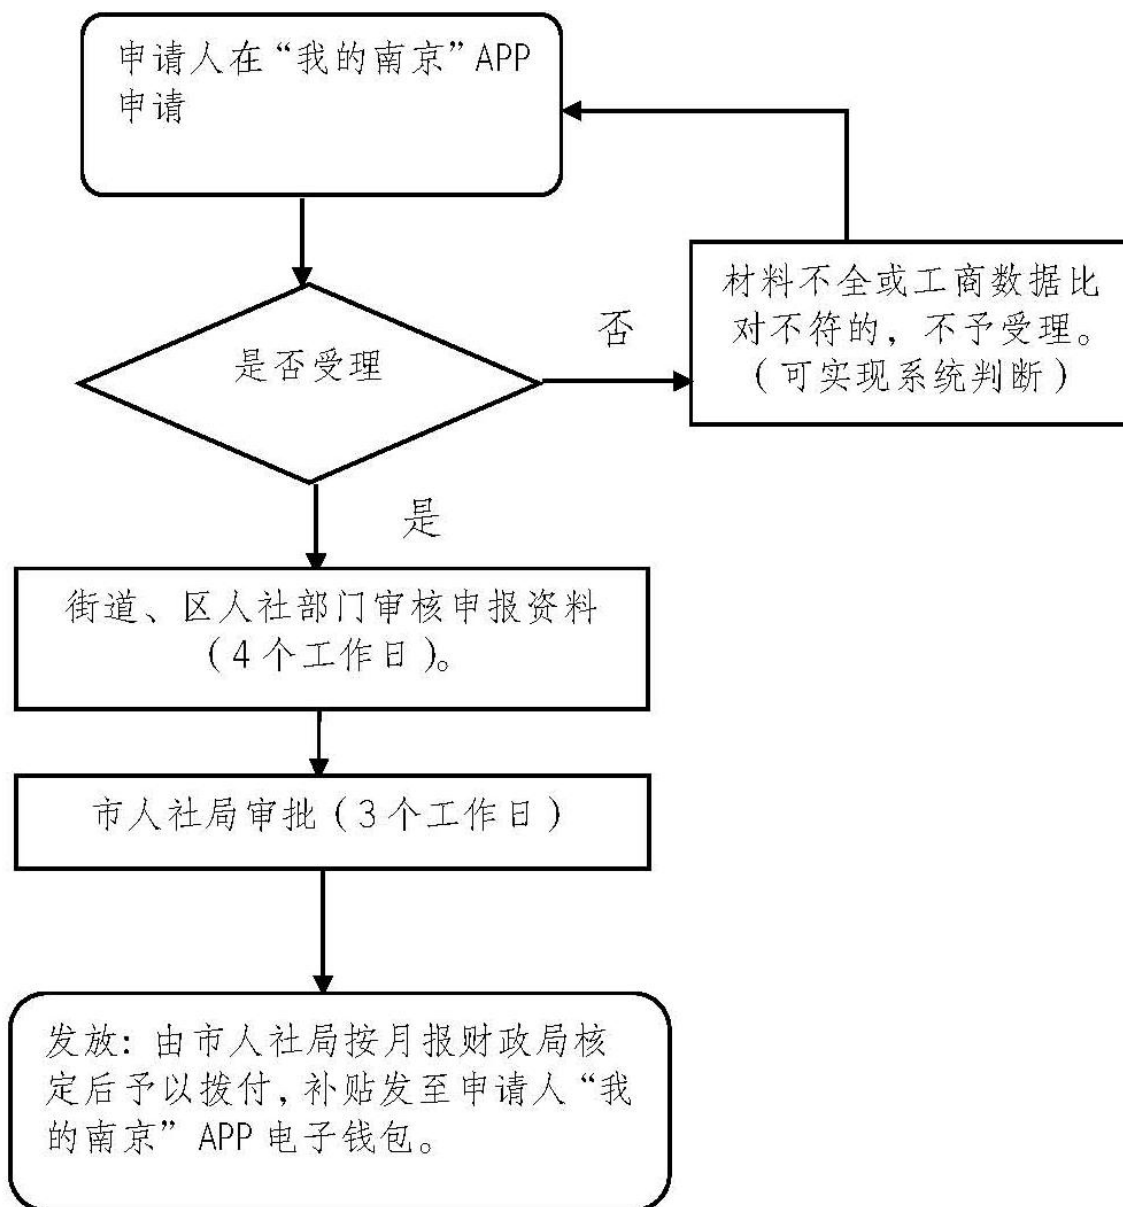 申请人在“我的南京”APP
申请
是否受理
否
材料不全或工商数据比
对不符的，不予受理。
（可实现系统判断）
是
街道、区人社部门审核申报资料
（4个工作日）。
市人社局审批（3个工作日）
发放：由市人社局按月报财政局核
定后予以拨付，补贴发至申请人“我
的南京”APP电子钱包。